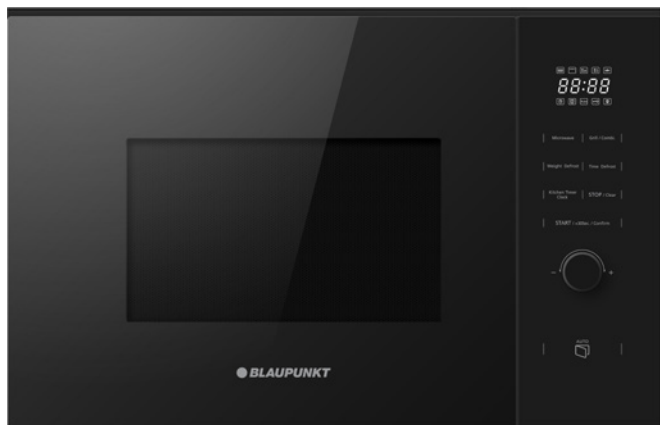 88:88
Microwave Grill / Combi.
Weight Defrost Time Defrost
Kitchen Timer
Clock
STOP / Clear
START / +30sec. / Confirm
- +
AUTO
BLAUPUNKT